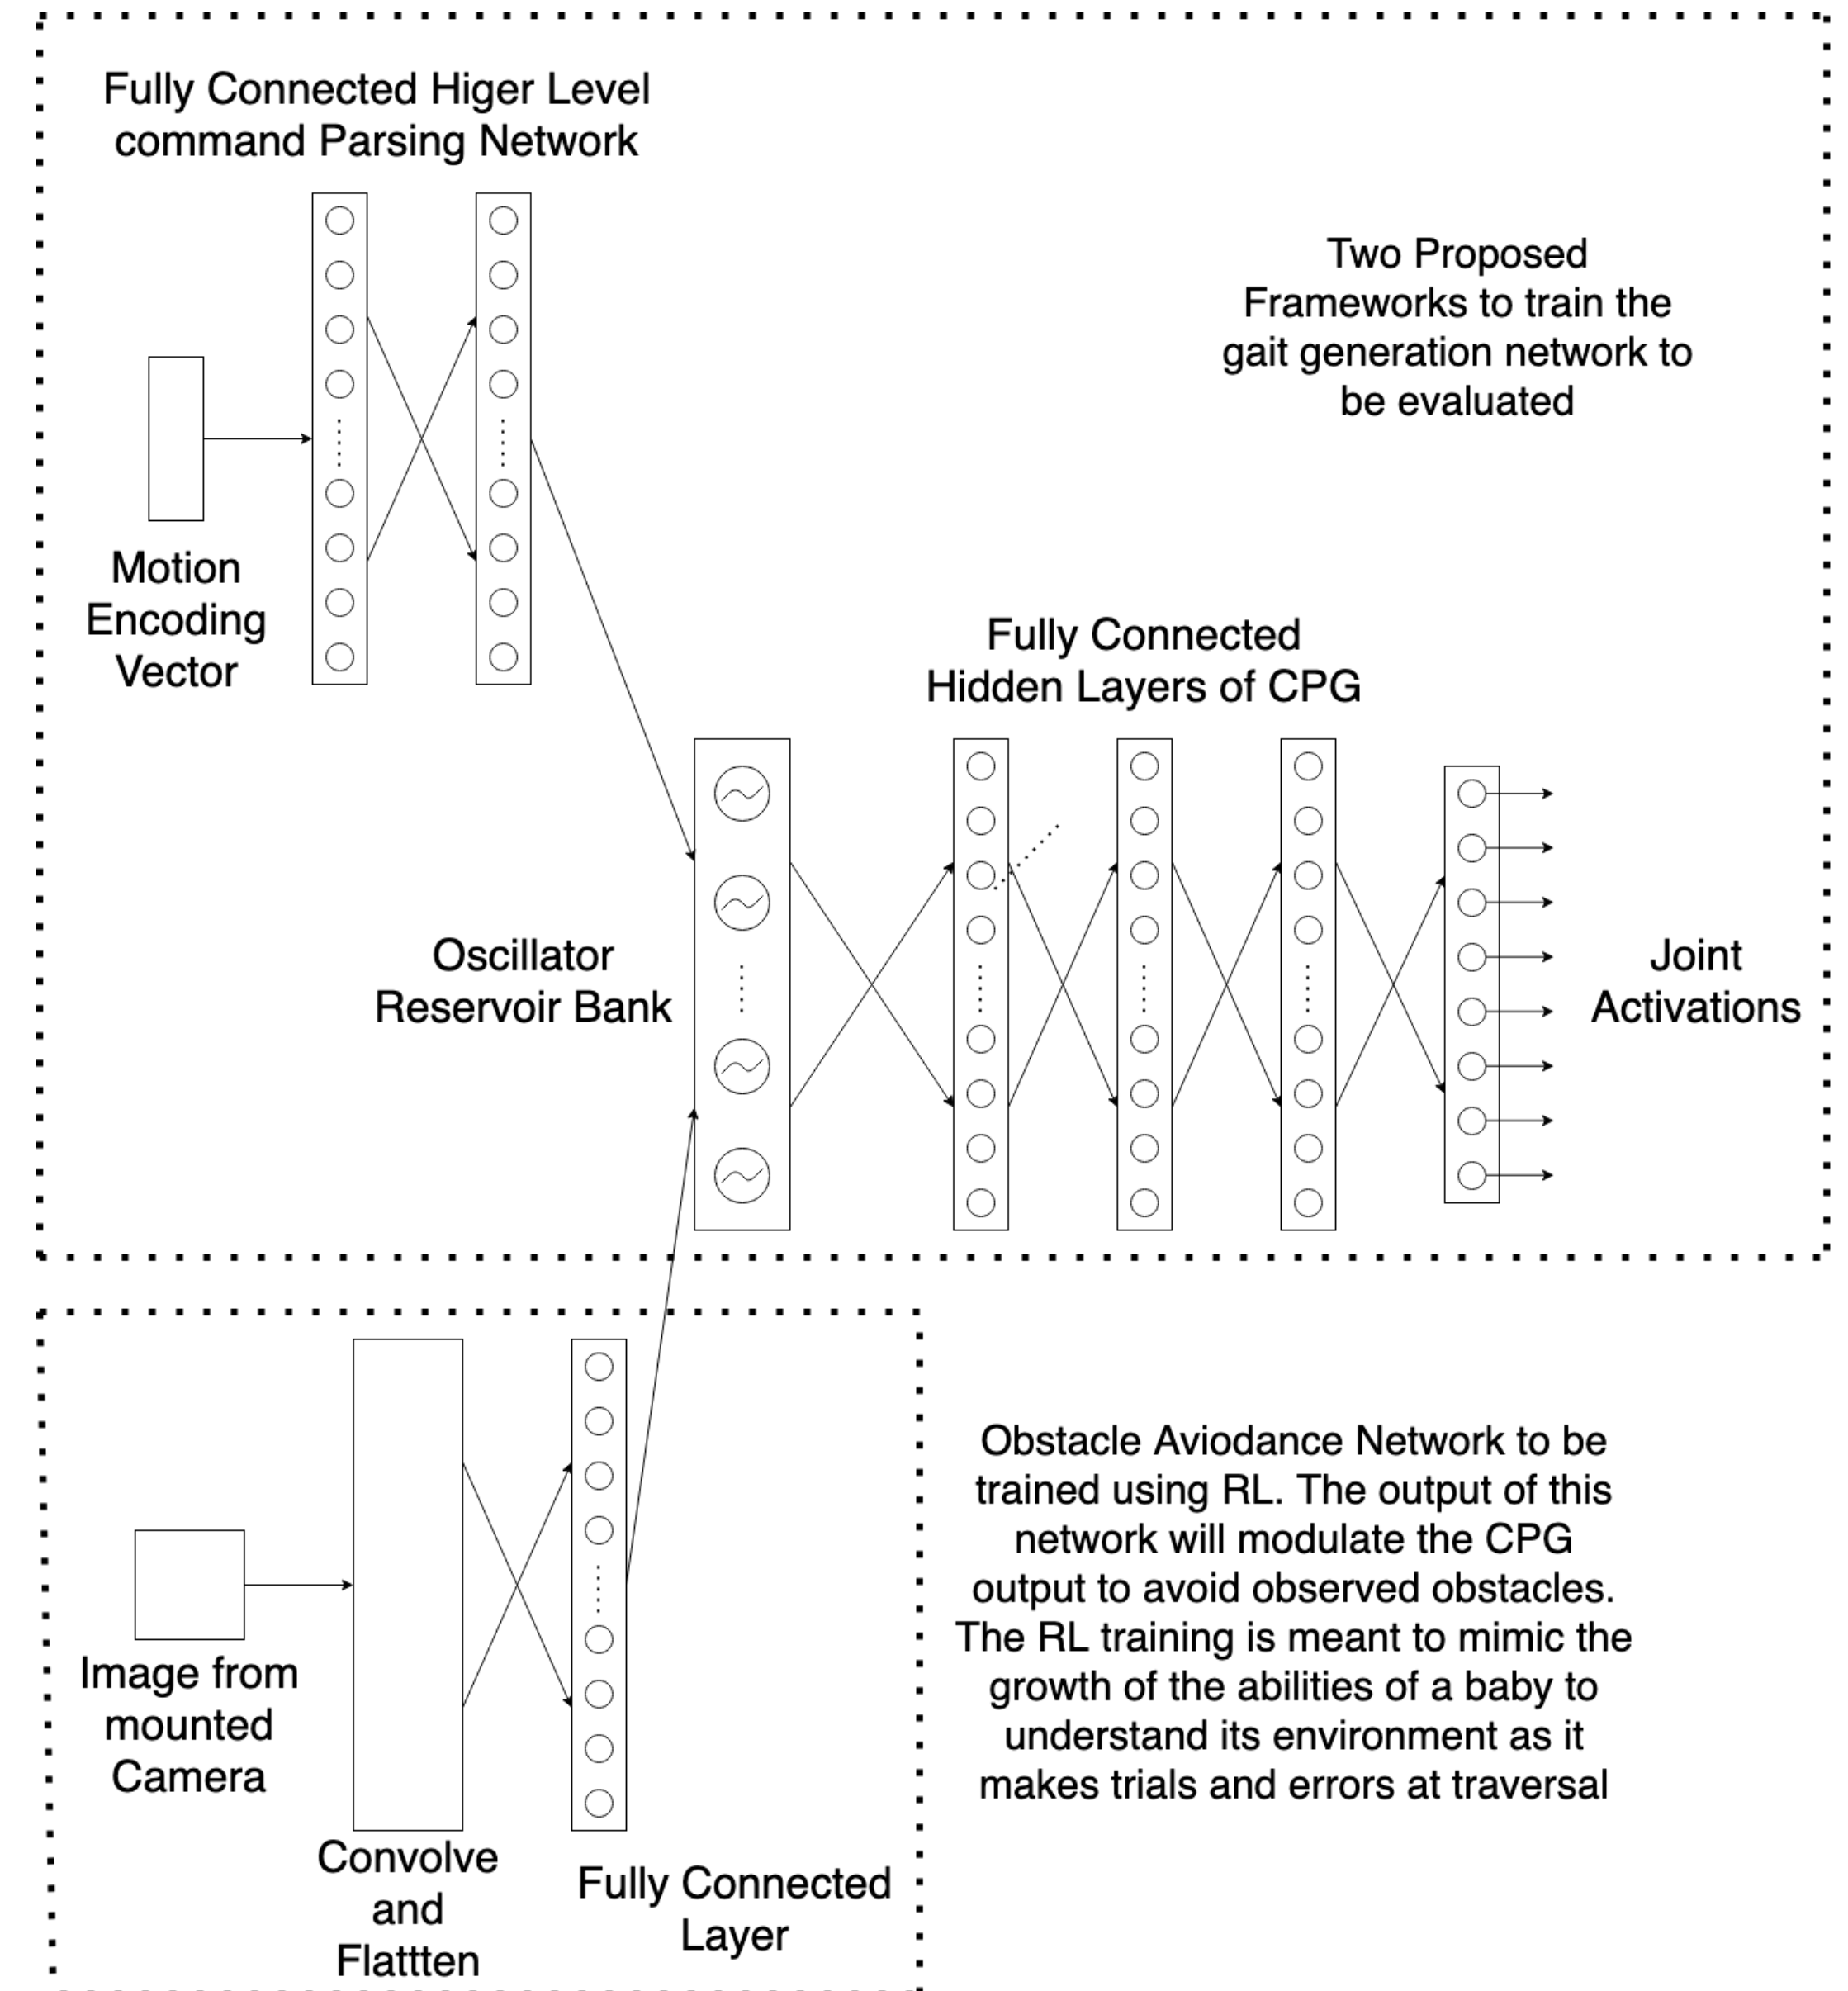 Fully Connected Higer Level
command Parsing Network
Two Proposed
Frameworks to train the
gait generation network to
be evaluated
Motion
Encoding
Vector
Fully Connected
Hidden Layers of CPG
Oscillator
Reservoir Bank
Joint
Activations
Obstacle Aviodance Network to be
trained using RL. The output of this
network will modulate the CPG
output to avoid observed obstacles.
The RL training is meant to mimic the
growth of the abilities of a baby to
understand its environment as it
makes trials and errors at traversal
Image from
mounted
Camera
Convolve
and
Flattten
Fully Connected
Layer